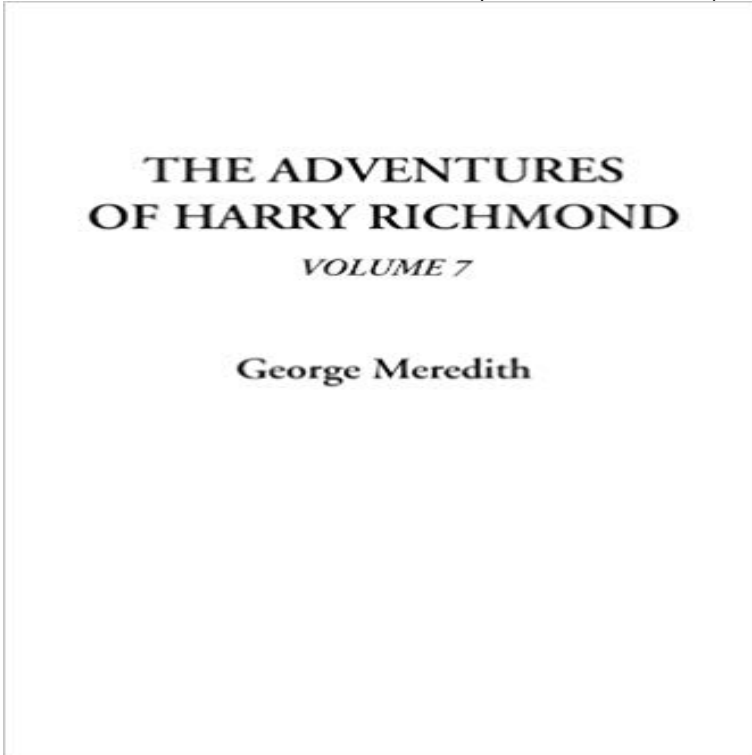 THE ADVENTURES
OF HARRY RICHMOND
VOLUME 7
George Meredith